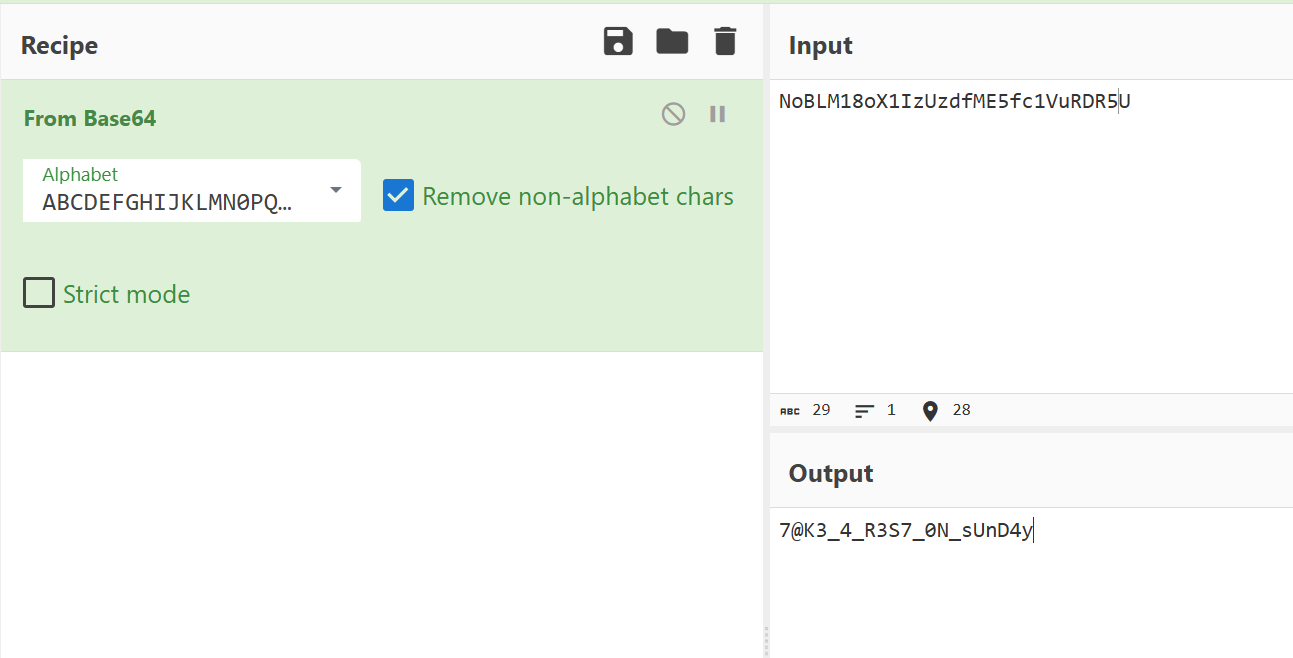 Recipe
From Base64
Alphabet
ABCDEFGHIJKLMN0PQ…
Remove non-alphabet chars
Strict mode
Input
NoBLM18oX1IzUzdfME5fc1VuRDR5U
ABC 29 1 28
Output
7@K3_4_R3S7_0N_sUnD4y